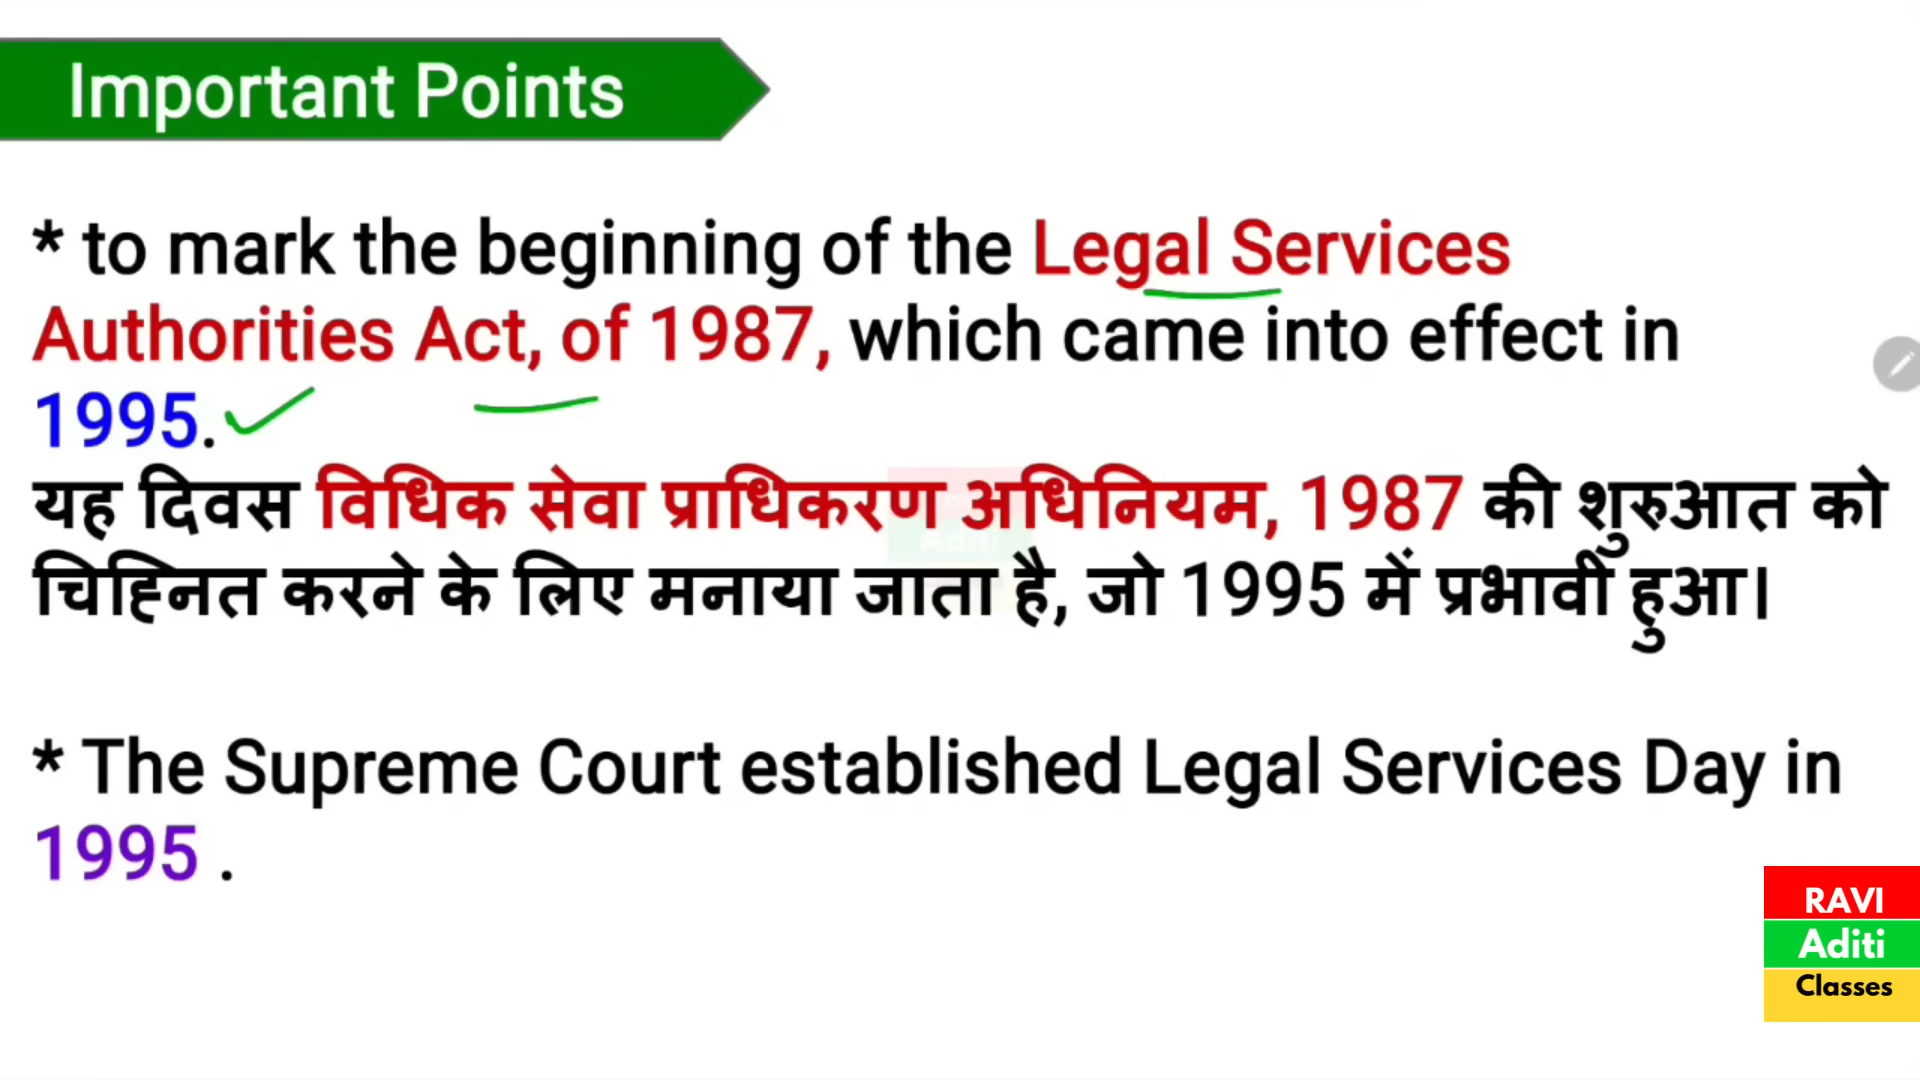 Important Points
* to mark the beginning of the Legal Services
Authorities Act, of 1987, which came into effect in
1995.
यह दिवस विधिक सेवा प्राधिकरण अधिनियम, 1987 की शुरुआत को
चिह्नित करने के लिए मनाया जाता है, जो 1995 में प्रभावी हुआ।
* The Supreme Court established Legal Services Day in
1995 .
RAVI
Aditi
Classes